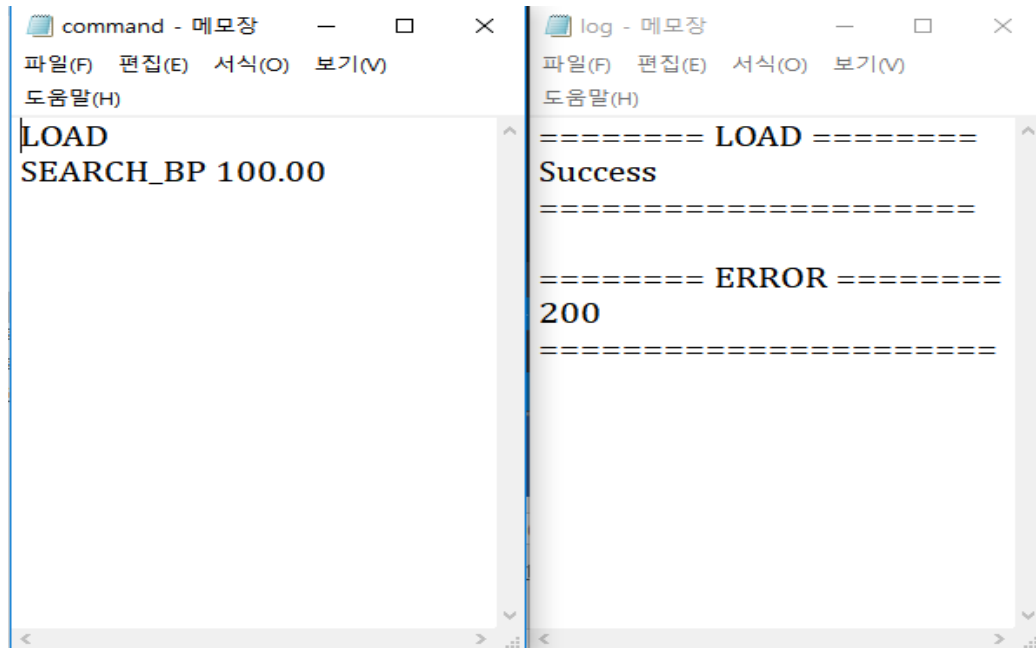 command - 메모장
파일(F) 편집(E) 서식(O) 보기(V)
도움말(H)
LOAD
SEARCH_BP 100.00
log - 메모장
파일(F) 편집(E) 서식(O) 보기(V)
도움말(H)
======== LOAD ========
Success
=====================

======== ERROR ========
200
======================